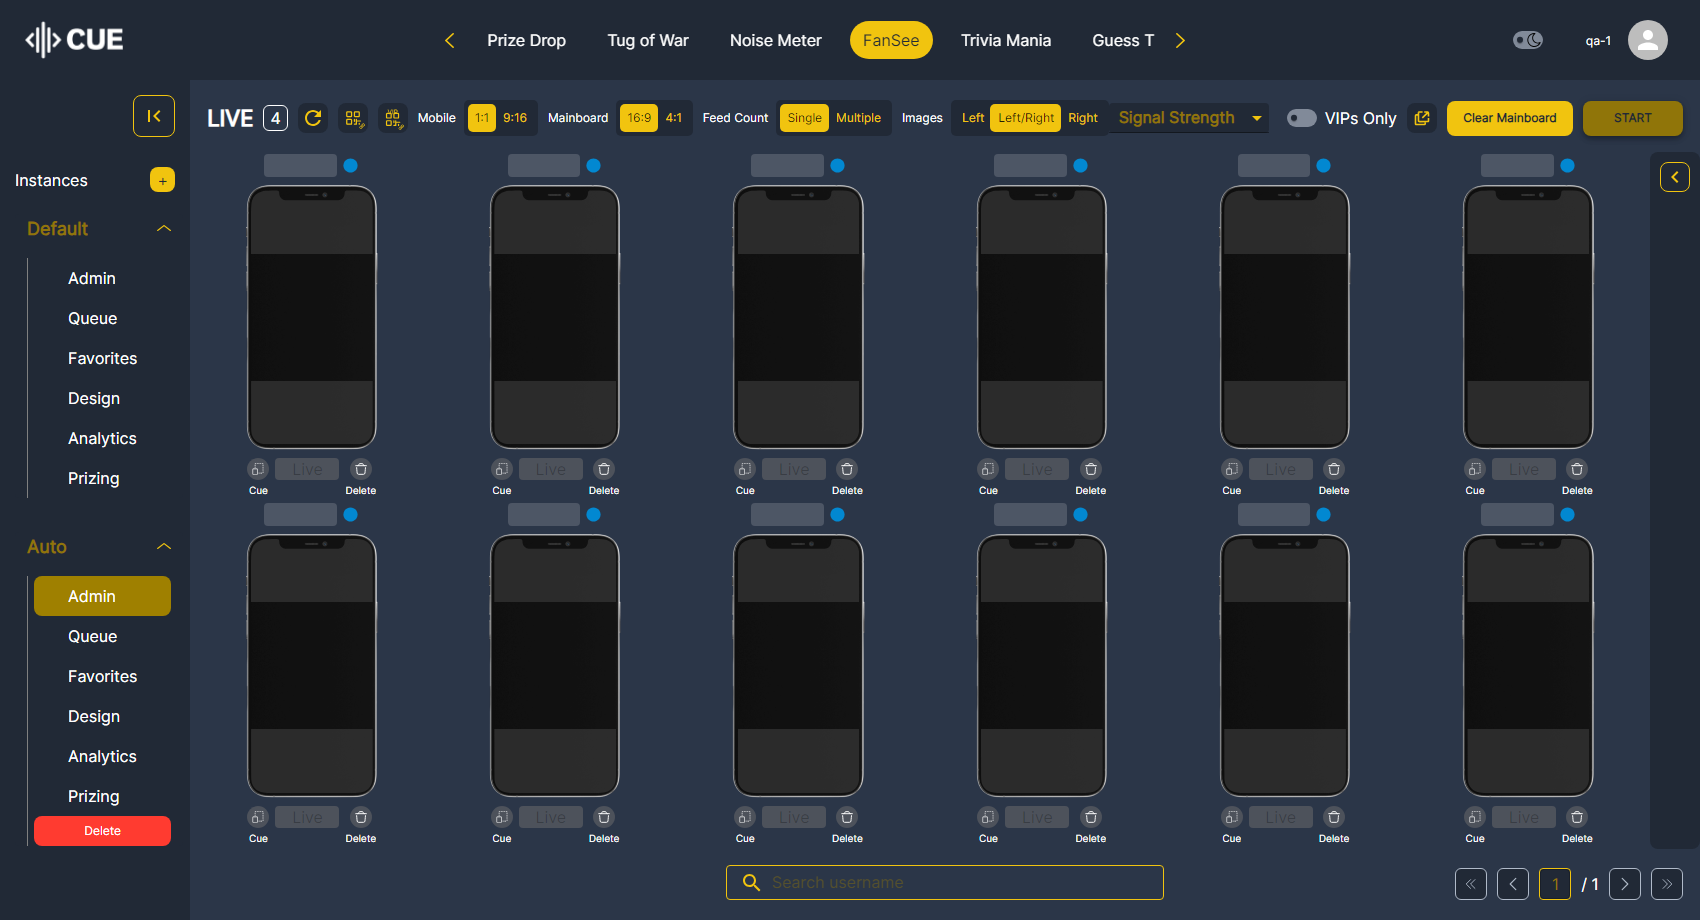 CUE
Prize Drop Tug of War Noise Meter FanSee Trivia Mania Guess T
qa-1
LIVE 4 Mobile 1:1 9:16 Mainboard 16:9 4:1 Feed Count Single Multiple Images Left Left/Right Right Signal Strength VIPs Only Clear Mainboard START
Instances +
Default
Admin
Queue
Favorites
Design
Analytics
Prizing
Auto
Admin
Queue
Favorites
Design
Analytics
Prizing
Delete
Live Live Live Live Live Live
Cue Delete Cue Delete Cue Delete Cue Delete Cue Delete Cue Delete
Live Live Live Live Live Live
Cue Delete Cue Delete Cue Delete Cue Delete Cue Delete Cue Delete
Search username
1 / 1